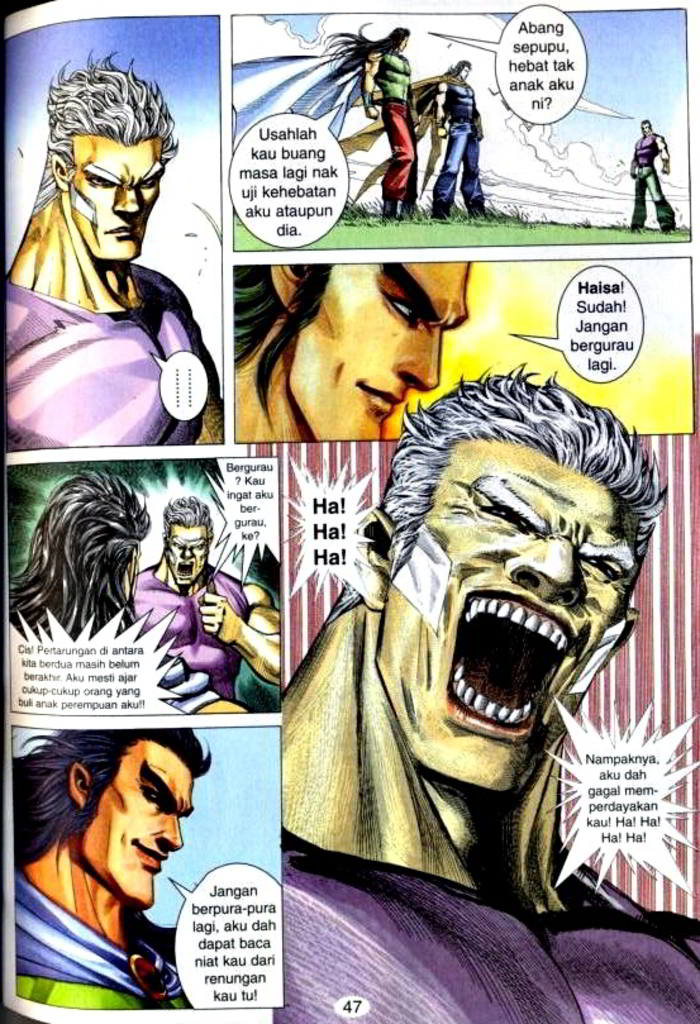 Abang
sepupu,
hebat tak
anak aku
ni?
Usahlah
kau buang
masa lagi nak
uji kehebatan
aku ataupun
dia.
Haisa!
Sudah!
Jangan
bergurau
lagi.
Bergurau
? Kau
ingat aku
ber-
gurau,
ke?
Cis! Pertarungan di antara
kita berdua masih belum
berakhir. Aku mesti ajar
cukup-cukup orang yang
buli anak perempuan aku!!
Jangan
berpura-pura
lagi, aku dah
dapat baca
niat kau dari
renungan
kau tu!
Ha!
Ha!
Ha!
Nampaknya,
aku dah
gagal mem-
perdayakan
kau! Ha! Ha!
Ha! Ha!
47